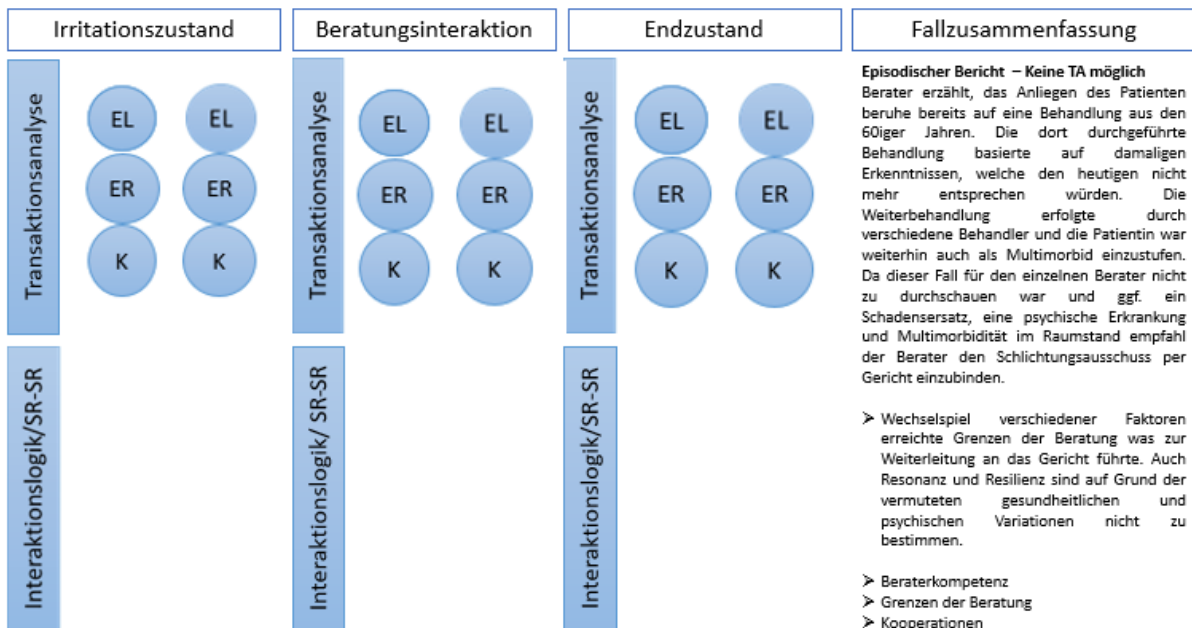 Irritationszustand
Beratungsinteraktion
Endzustand
Fallzusammenfassung
Transaktionsanalyse
EL
EL
ER
ER
K
K
Interaktionslogik/SR-SR
Transaktionsanalyse
EL
EL
ER
ER
K
K
Interaktionslogik/ SR-SR
Transaktionsanalyse
EL
EL
ER
ER
K
K
Interaktionslogik/SR-SR
Episodischer Bericht – Keine TA möglich
Berater erzählt, das Anliegen des Patienten
beruhe bereits auf eine Behandlung aus den
60iger Jahren. Die dort durchgeführte
Behandlung basierte auf damaligen
Erkenntnissen, welche den heutigen nicht
mehr entsprechen würden. Die
Weiterbehandlung erfolgte durch
verschiedene Behandler und die Patientin war
weiterhin auch als Multimorbid einzustufen.
Da dieser Fall für den einzelnen Berater nicht
zu durchschauen war und ggf. ein
Schadensersatz, eine psychische Erkrankung
und Multimorbidität im Raumstand empfahl
der Berater den Schlichtungsausschuss per
Gericht einzubinden.
➢ Wechselspiel verschiedener Faktoren
erreichte Grenzen der Beratung was zur
Weiterleitung an das Gericht führte. Auch
Resonanz und Resilienz sind auf Grund der
vermuteten gesundheitlichen und
psychischen Variationen nicht zu
bestimmen.
➢ Beraterkompetenz
➢ Grenzen der Beratung
➢ Kooperationen